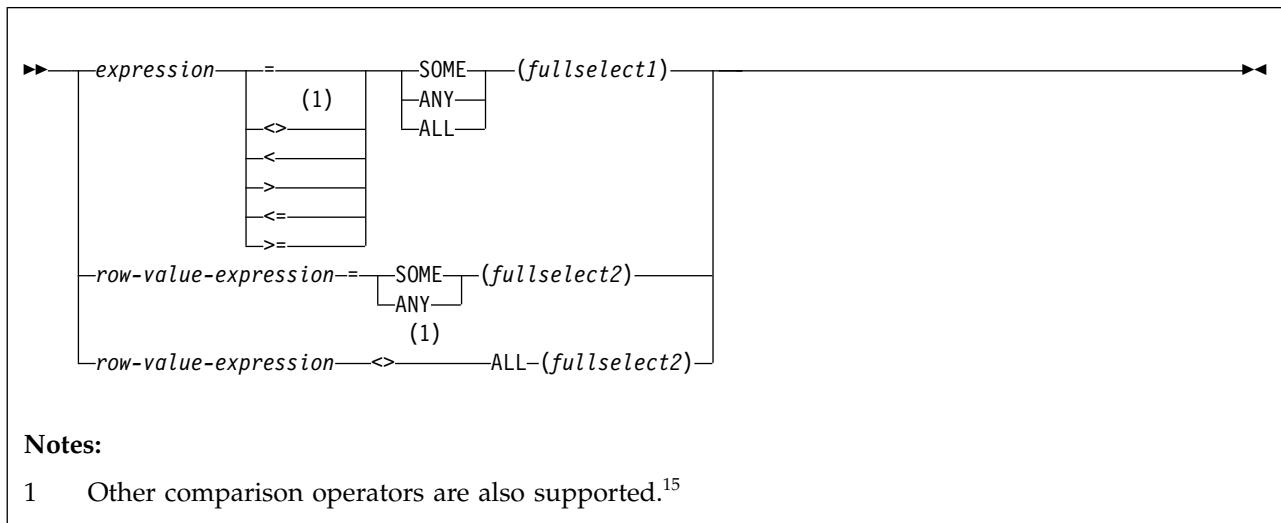 expression = SOME (fullselect1)
(1) ANY
<> ALL
<
>
<=
>=
row-value-expression = SOME (fullselect2)
ANY
(1)
row-value-expression <> ALL (fullselect2)
Notes:
1 Other comparison operators are also supported.15